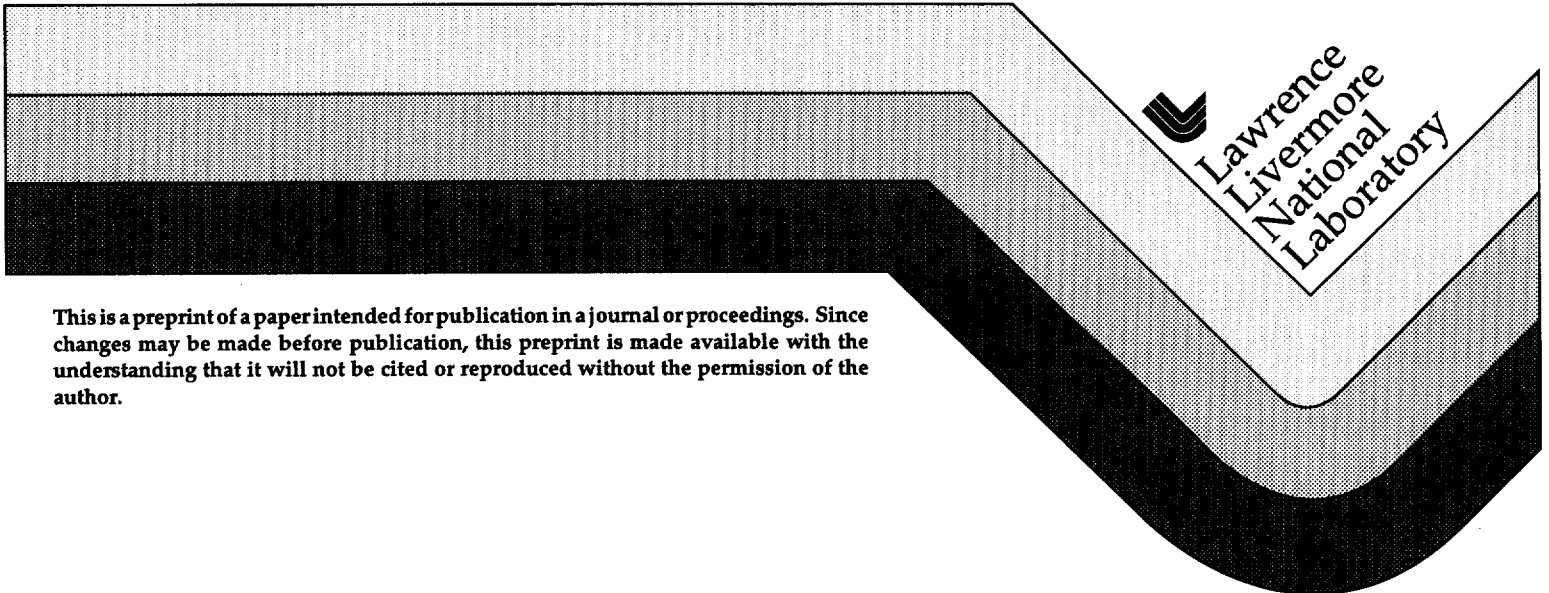 Lawrence
Livermore
National
Laboratory
This is a preprint of a paper intended for publication in a journal or proceedings. Since
changes may be made before publication, this preprint is made available with the
understanding that it will not be cited or reproduced without the permission of the
author.